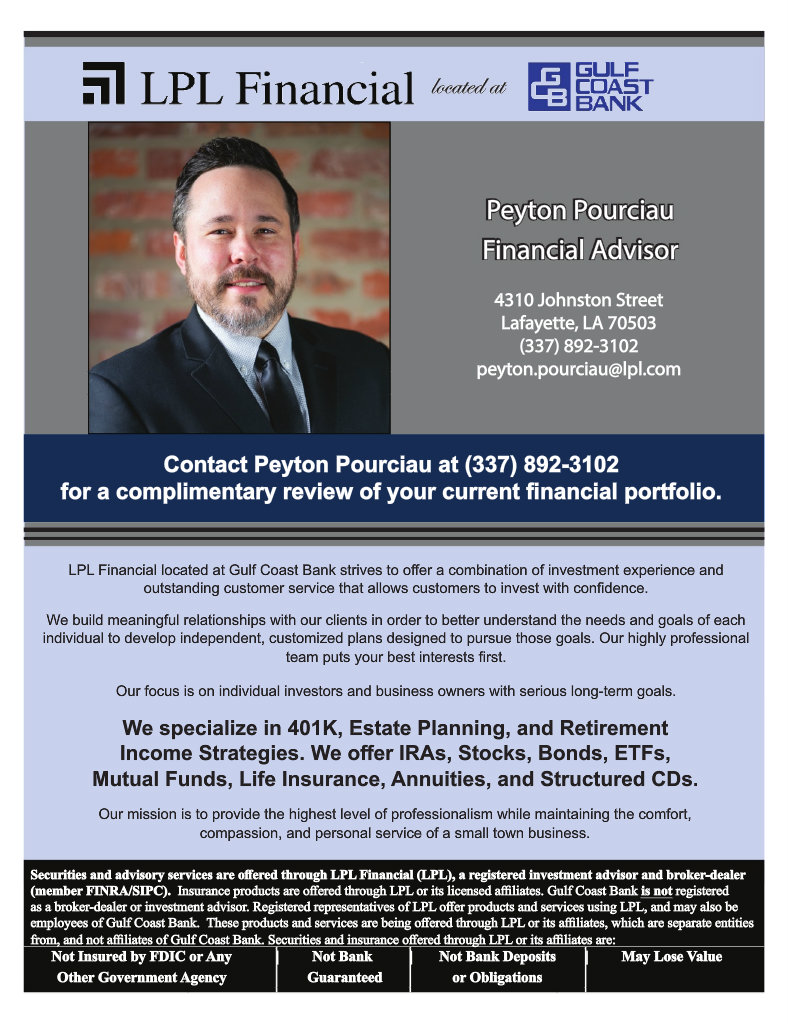 LPL Financial located at GCB GULF COAST BANK
Peyton Pourciau
Financial Advisor
4310 Johnston Street
Lafayette, LA 70503
(337) 892-3102
peyton.pourciau@lpl.com
Contact Peyton Pourciau at (337) 892-3102
for a complimentary review of your current financial portfolio.
LPL Financial located at Gulf Coast Bank strives to offer a combination of investment experience and
outstanding customer service that allows customers to invest with confidence.
We build meaningful relationships with our clients in order to better understand the needs and goals of each
individual to develop independent, customized plans designed to pursue those goals. Our highly professional
team puts your best interests first.
Our focus is on individual investors and business owners with serious long-term goals.
We specialize in 401K, Estate Planning, and Retirement
Income Strategies. We offer IRAs, Stocks, Bonds, ETFs,
Mutual Funds, Life Insurance, Annuities, and Structured CDs.
Our mission is to provide the highest level of professionalism while maintaining the comfort,
compassion, and personal service of a small town business.
Securities and advisory services are offered through LPL Financial (LPL), a registered investment advisor and broker-dealer
(member FINRA/SIPC). Insurance products are offered through LPL or its licensed affiliates. Gulf Coast Bank is not registered
as a broker-dealer or investment advisor. Registered representatives of LPL offer products and services using LPL, and may also be
employees of Gulf Coast Bank. These products and services are being offered through LPL or its affiliates, which are separate entities
from, and not affiliates of Gulf Coast Bank. Securities and insurance offered through LPL or its affiliates are:
Not Insured by FDIC or Any
Other Government Agency
Not Bank
Guaranteed
Not Bank Deposits
or Obligations
May Lose Value